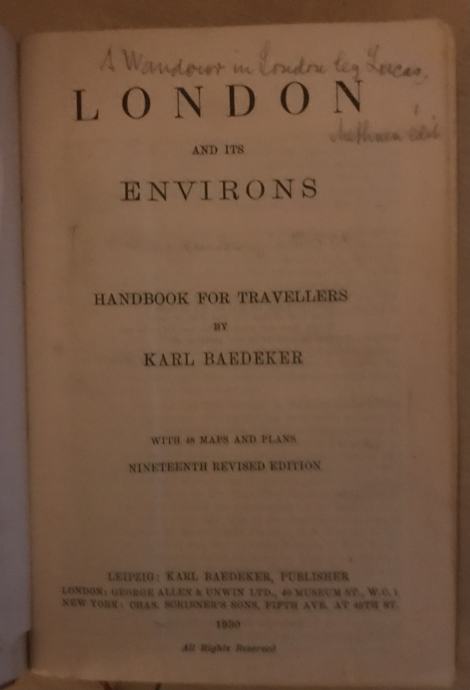 A Wandover in London by Lucas,
LONDON
Methuen edit
AND ITS
ENVIRONS
HANDBOOK FOR TRAVELLERS
BY
KARL BAEDEKER
WITH 48 MAPS AND PLANS
NINETEENTH REVISED EDITION
LEIPZIG: KARL BAEDEKER, PUBLISHER
LONDON: GEORGE ALLEN & UNWIN LTD., 40 MUSEUM ST., W.C.1
NEW YORK: CHAS. SCRIBNER'S SONS, FIFTH AVE. AT 48TH ST.
1930
All Rights Reserved